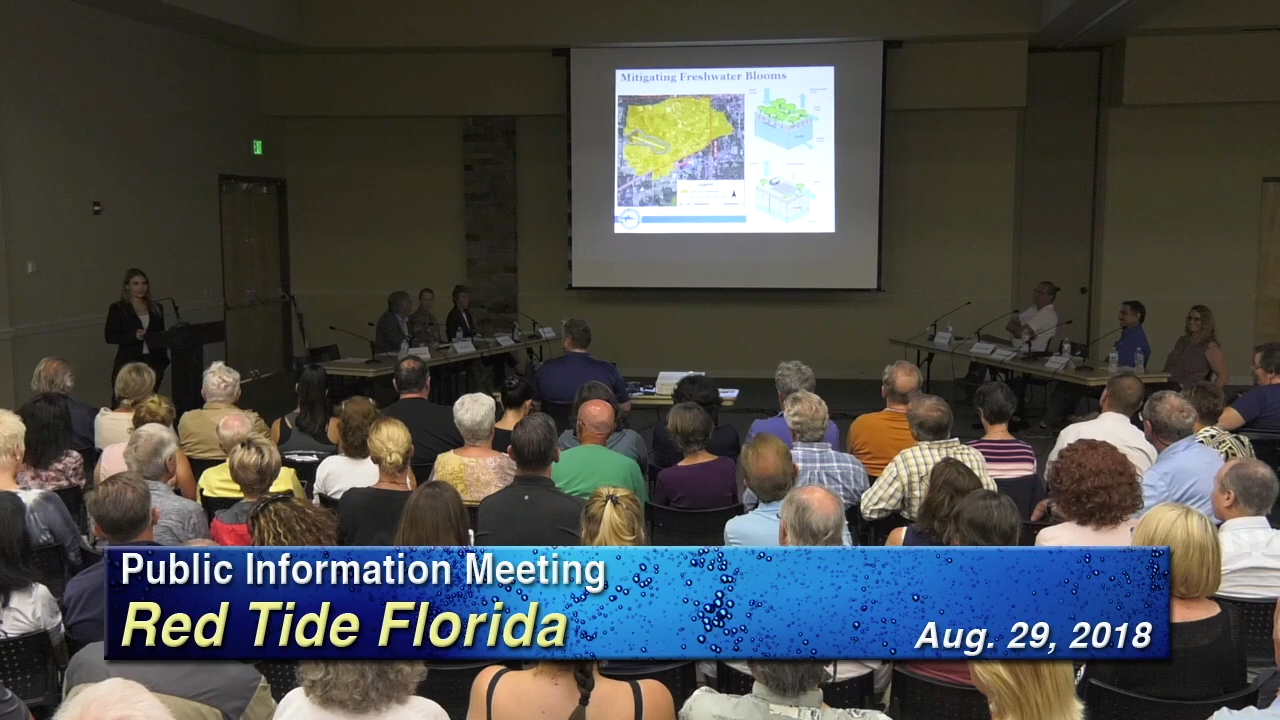 Mitigating Freshwater Blooms
Public Information Meeting
Red Tide Florida
Aug. 29, 2018